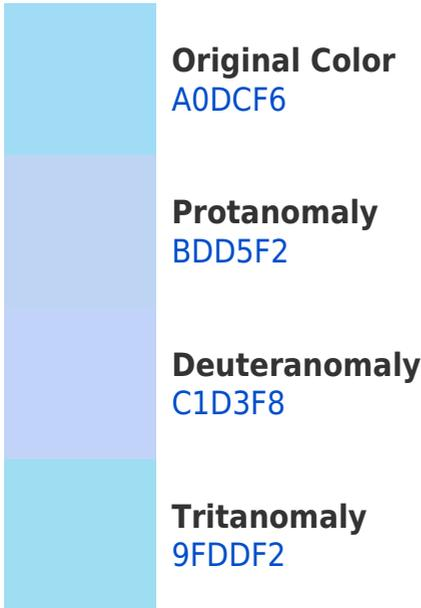 Original Color
A0DCF6
Protanomaly
BDD5F2
Deuteranomaly
C1D3F8
Tritanomaly
9FDDF2